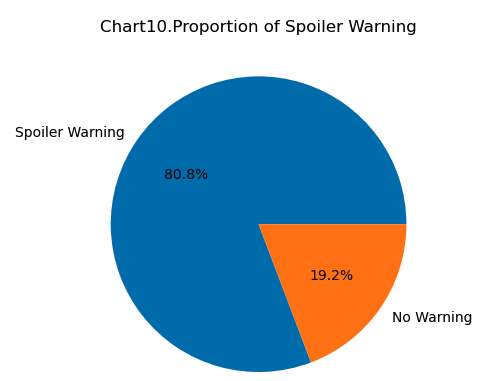 Chart10.Proportion of Spoiler Warning
Spoiler Warning
80.8%
19.2%
No Warning